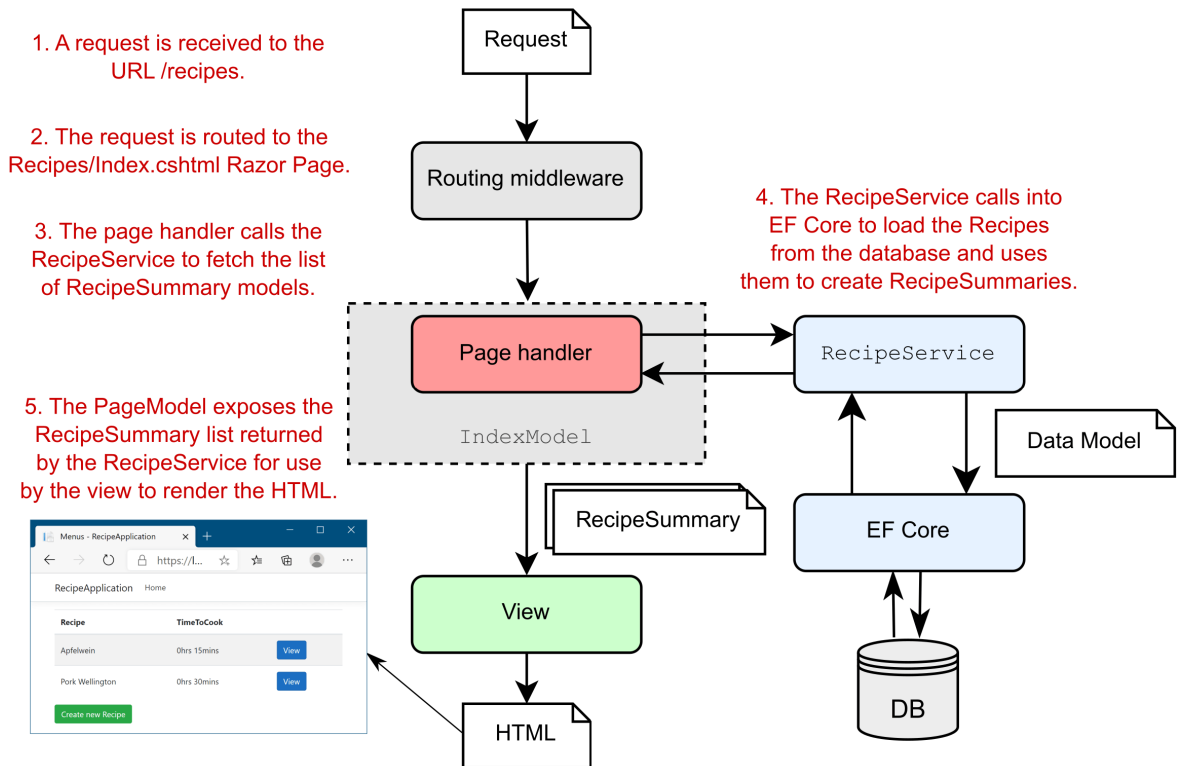 1. A request is received to the
URL /recipes.
Request
2. The request is routed to the
Recipes/Index.cshtml Razor Page.
Routing middleware
3. The page handler calls the
RecipeService to fetch the list
of RecipeSummary models.
4. The RecipeService calls into
EF Core to load the Recipes
from the database and uses
them to create RecipeSummaries.
Page handler
RecipeService
IndexModel
5. The PageModel exposes the
RecipeSummary list returned
by the RecipeService for use
by the view to render the HTML.
Data Model
RecipeSummary
EF Core
Menus - RecipeApplication
https://l...
RecipeApplication Home
Recipe TimeToCook
Apfelwein 0hrs 15mins View
Pork Wellington 0hrs 30mins View
Create new Recipe
View
DB
HTML